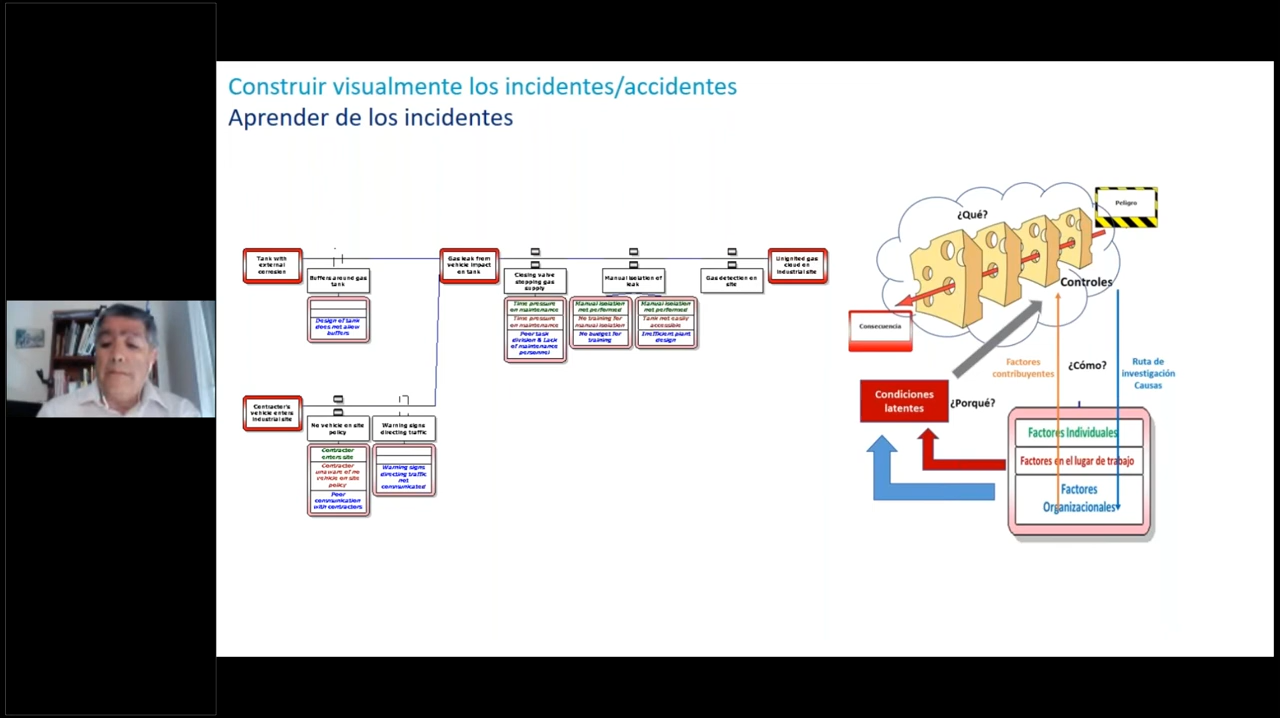 Construir visualmente los incidentes/accidentes
Aprender de los incidentes
Tank with
external
corrosion
Buffers around gas
tank
Design of tank
does not allow
buffers
Gas leak from
vehicle impact
on tank
Closing valve
stopping gas
supply
Time pressure
on maintenance
Time pressure
on maintenance
Poor task
division & Lack
of maintenance
personnel
Manual isolation of
leak
Manual isolation
not performed
No training for
manual isolation
No budget for
training
Manual isolation
not performed
Tank not easily
accessible
Inefficient plant
design
Gas detection on
site
Unignited gas
cloud on
industrial site
Contractor's
vehicle enters
industrial site
No vehicle on site
policy
Contractor
enters site
Contractor
unaware of no
vehicle on site
policy
Poor
communication
with contractors
Warning signs
directing traffic
Warning signs
directing traffic
not
communicated
¿Qué?
Peligro
Controles
Consecuencia
Factores
contribuyentes
¿Cómo?
Ruta de
investigación
Causas
Condiciones
latentes
¿Porqué?
Factores Individuales
Factores en el lugar de trabajo
Factores
Organizacionales